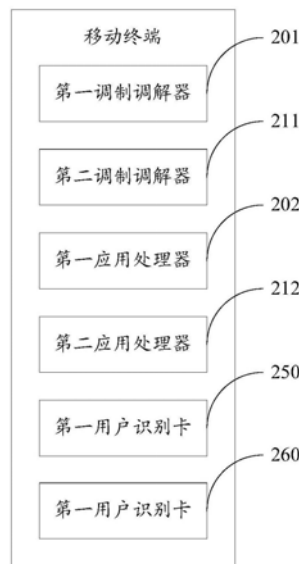 移动终端
201
第一调制调解器
211
第二调制调解器
202
第一应用处理器
212
第二应用处理器
250
第一用户识别卡
260
第一用户识别卡